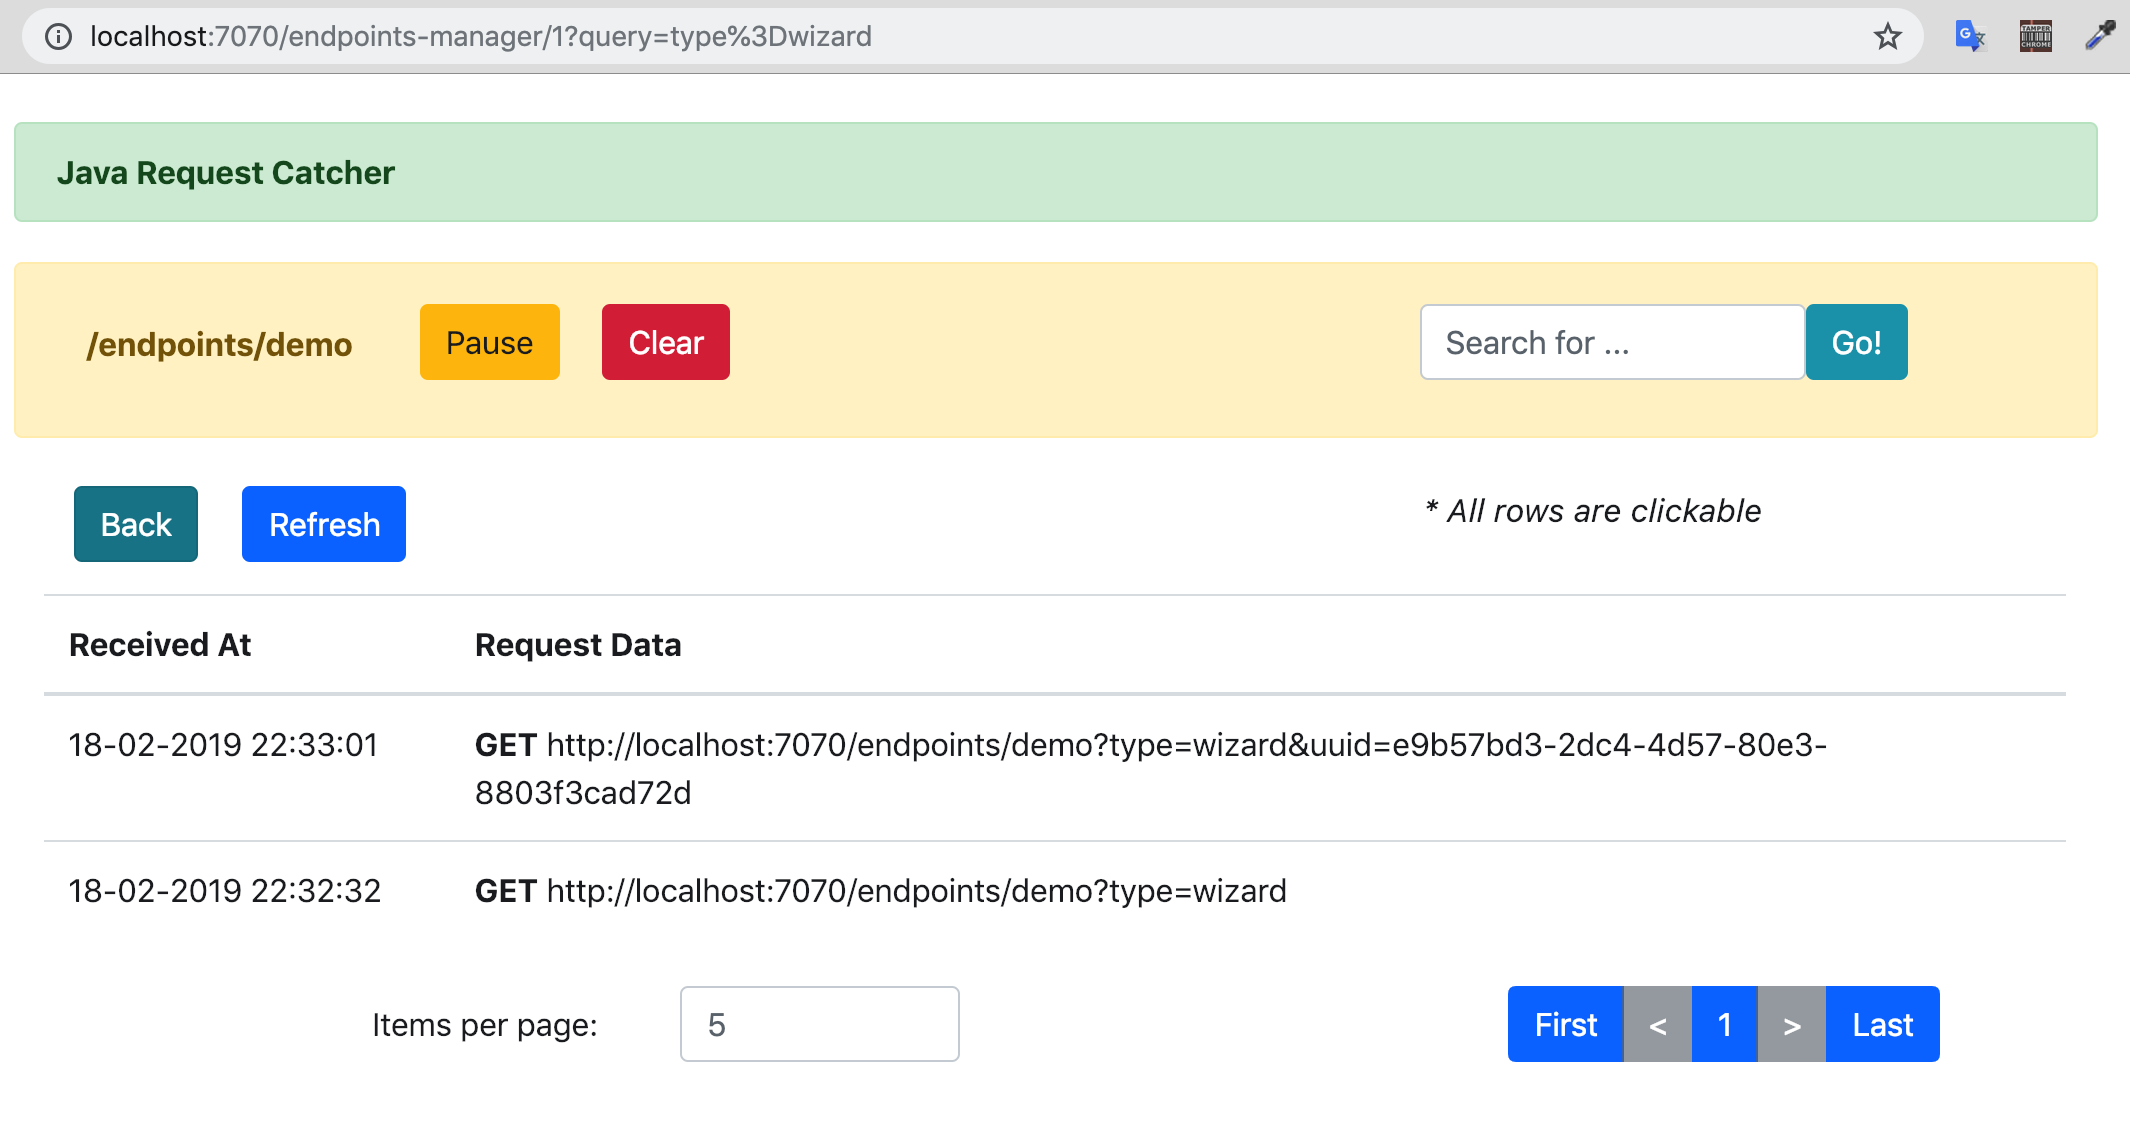 localhost:7070/endpoints-manager/1?query=type%3Dwizard
TAMPER
CHROME
Java Request Catcher
/endpoints/demo Pause Clear Search for ... Go!
Back Refresh * All rows are clickable
Received At Request Data
18-02-2019 22:33:01 GET http://localhost:7070/endpoints/demo?type=wizard&uuid=e9b57bd3-2dc4-4d57-80e3-
8803f3cad72d
18-02-2019 22:32:32 GET http://localhost:7070/endpoints/demo?type=wizard
Items per page: 5 First < 1 > Last